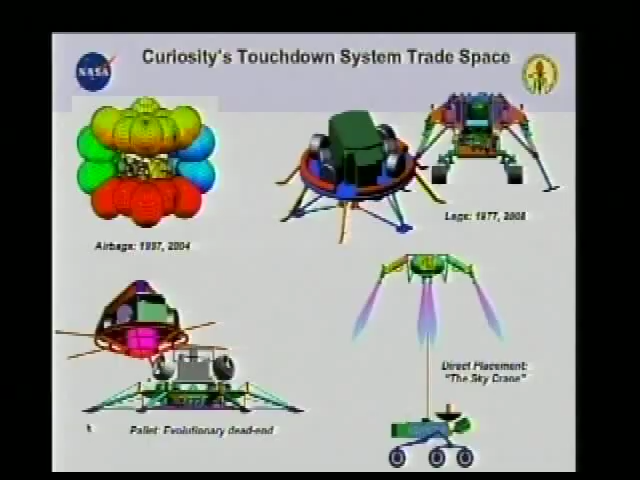 Curiosity's Touchdown System Trade Space
NASA
Airbags: 1997, 2004
Legs: 1977, 2008
Direct Placement:
"The Sky Crane"
Pallet: Evolutionary dead-end